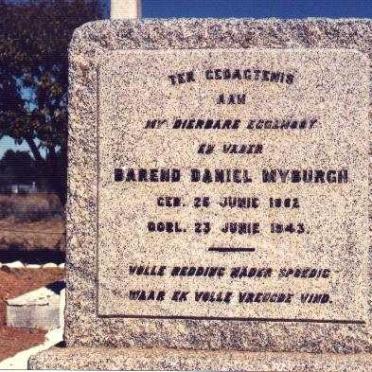 TER GEDAGTENIS
AAN
MY DIERBARE EGGENOOT
EN VADER
BAREND DANIEL MYBURGH
GEB. 26 JUNIE 1882
OORL. 23 JUNIE 1943.
VOLLE REDDING NADER SPOEDIG
WAAR EK VOLLE VREUGDE VIND.